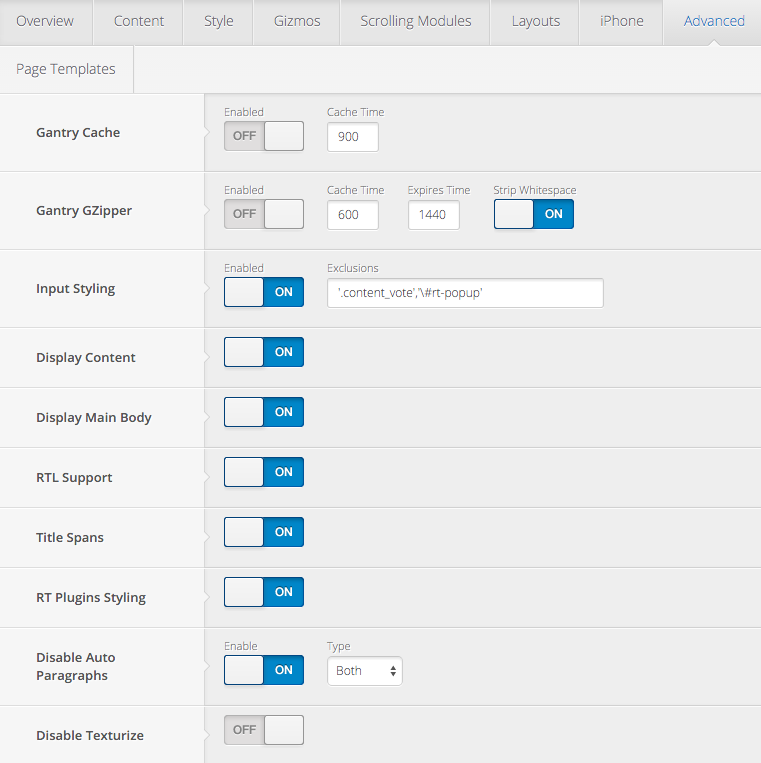 Overview Content Style Gizmos Scrolling Modules Layouts iPhone Advanced
Page Templates
Enabled Cache Time
Gantry Cache OFF 900
Enabled Cache Time Expires Time Strip Whitespace
Gantry GZipper OFF 600 1440 ON
Enabled Exclusions
Input Styling ON '.content_vote','\#rt-popup'
Display Content ON
Display Main Body ON
RTL Support ON
Title Spans ON
RT Plugins Styling ON
Enable Type
Disable Auto
Paragraphs ON Both
Disable Texturize OFF